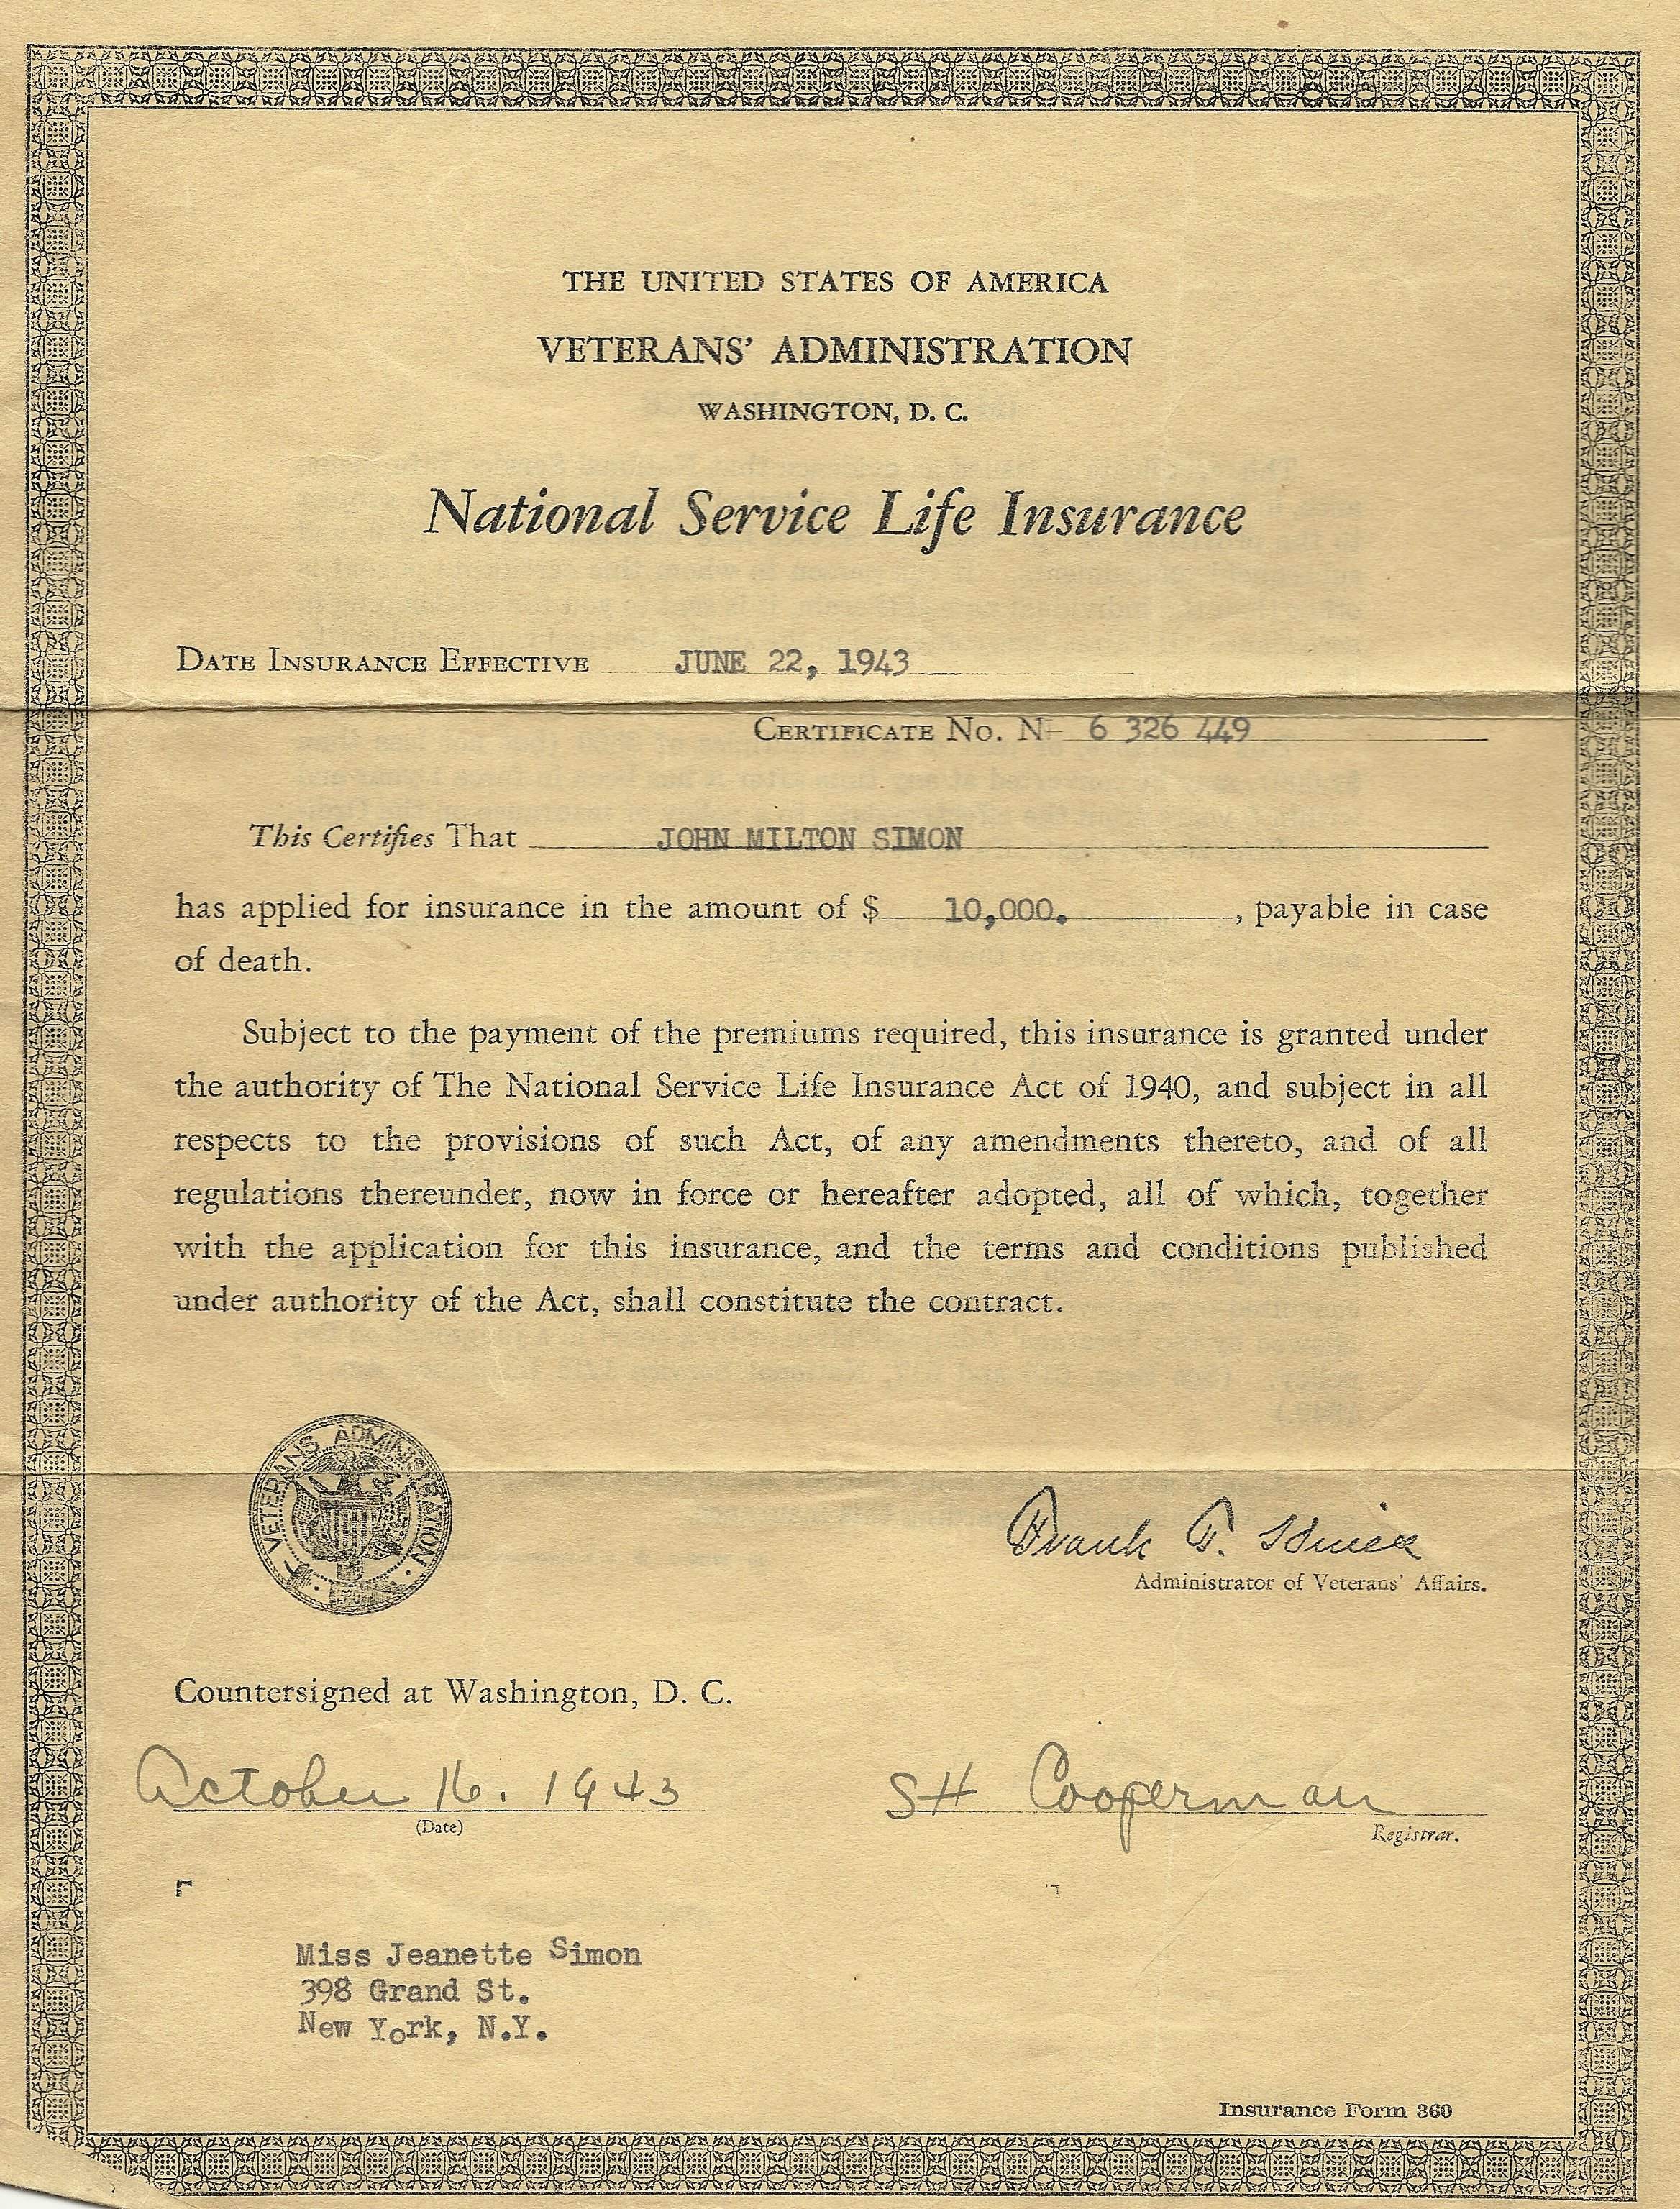 THE UNITED STATES OF AMERICA
VETERANS' ADMINISTRATION
WASHINGTON, D. C.
National Service Life Insurance
DATE INSURANCE EFFECTIVE JUNE 22, 1943
CERTIFICATE NO. N- 6 326 449
This Certifies That JOHN MILTON SIMON
has applied for insurance in the amount of $ 10,000. , payable in case
of death.
Subject to the payment of the premiums required, this insurance is granted under
the authority of The National Service Life Insurance Act of 1940, and subject in all
respects to the provisions of such Act, of any amendments thereto, and of all
regulations thereunder, now in force or hereafter adopted, all of which, together
with the application for this insurance, and the terms and conditions published
under authority of the Act, shall constitute the contract.
VETERANS ADMINISTRATION
Frank T. Hines
Administrator of Veterans' Affairs.
Countersigned at Washington, D. C.
October 16. 1943
SH Cooperman
(Date)
Registrar.
Miss Jeanette Simon
398 Grand St.
New York, N.Y.
Insurance Form 360